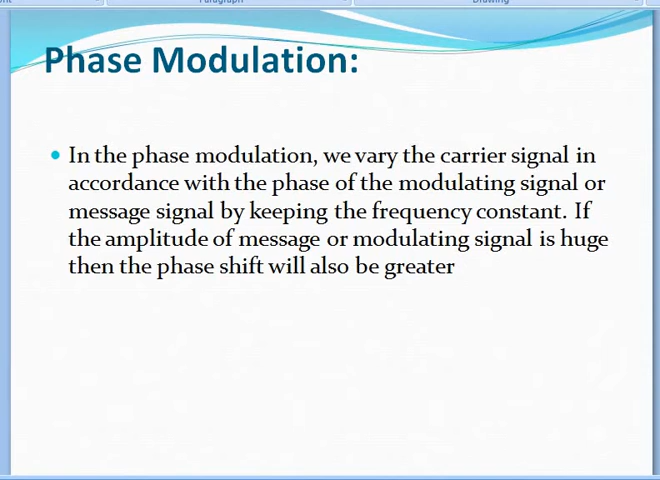 Paragraph
Drawing
Phase Modulation:
In the phase modulation, we vary the carrier signal in
accordance with the phase of the modulating signal or
message signal by keeping the frequency constant. If
the amplitude of message or modulating signal is huge
then the phase shift will also be greater